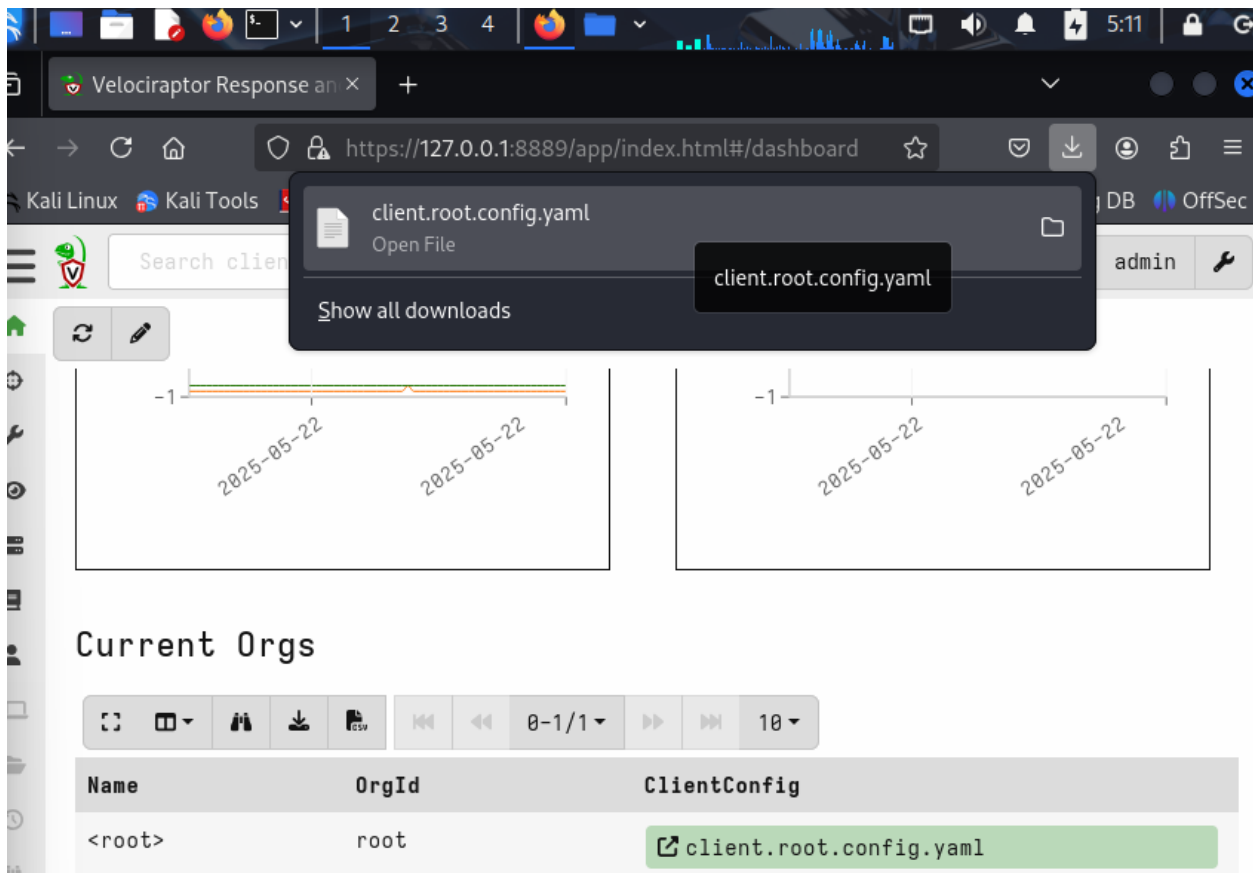 1 2 3 4 5:11
Velociraptor Response an
https://127.0.0.1:8889/app/index.html#/dashboard
Kali Linux Kali Tools DB OffSec
client.root.config.yaml
Open File
client.root.config.yaml
Show all downloads
Search clien admin
-1 -1
2025-05-22 2025-05-22 2025-05-22 2025-05-22
Current Orgs
CSV 0-1/1 10
Name OrgId ClientConfig
<root> root client.root.config.yaml